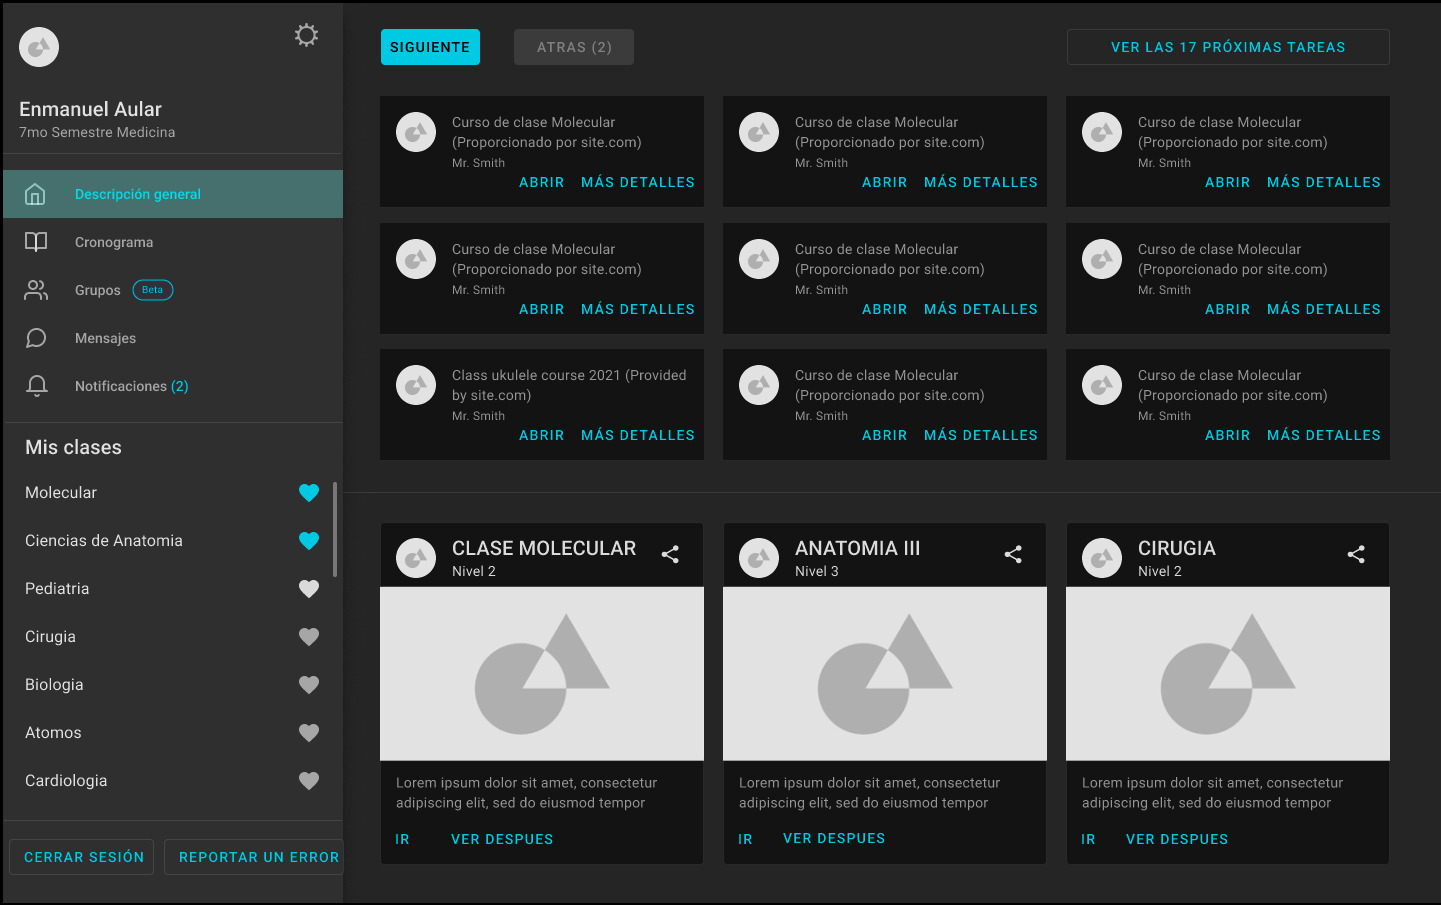 Enmanuel Aular
7mo Semestre Medicina
Descripción general
Cronograma
Grupos Beta
Mensajes
Notificaciones (2)
Mis clases
Molecular
Ciencias de Anatomia
Pediatria
Cirugia
Biologia
Atomos
Cardiologia
CERRAR SESIÓN REPORTAR UN ERROR
SIGUIENTE ATRAS (2) VER LAS 17 PRÓXIMAS TAREAS
Curso de clase Molecular
(Proporcionado por site.com)
Mr. Smith
ABRIR MÁS DETALLES
Curso de clase Molecular
(Proporcionado por site.com)
Mr. Smith
ABRIR MÁS DETALLES
Curso de clase Molecular
(Proporcionado por site.com)
Mr. Smith
ABRIR MÁS DETALLES
Curso de clase Molecular
(Proporcionado por site.com)
Mr. Smith
ABRIR MÁS DETALLES
Curso de clase Molecular
(Proporcionado por site.com)
Mr. Smith
ABRIR MÁS DETALLES
Curso de clase Molecular
(Proporcionado por site.com)
Mr. Smith
ABRIR MÁS DETALLES
Class ukulele course 2021 (Provided
by site.com)
Mr. Smith
ABRIR MÁS DETALLES
Curso de clase Molecular
(Proporcionado por site.com)
Mr. Smith
ABRIR MÁS DETALLES
Curso de clase Molecular
(Proporcionado por site.com)
Mr. Smith
ABRIR MÁS DETALLES
CLASE MOLECULAR
Nivel 2
Lorem ipsum dolor sit amet, consectetur
adipiscing elit, sed do eiusmod tempor
IR VER DESPUES
ANATOMIA III
Nivel 3
Lorem ipsum dolor sit amet, consectetur
adipiscing elit, sed do eiusmod tempor
IR VER DESPUES
CIRUGIA
Nivel 2
Lorem ipsum dolor sit amet, consectetur
adipiscing elit, sed do eiusmod tempor
IR VER DESPUES